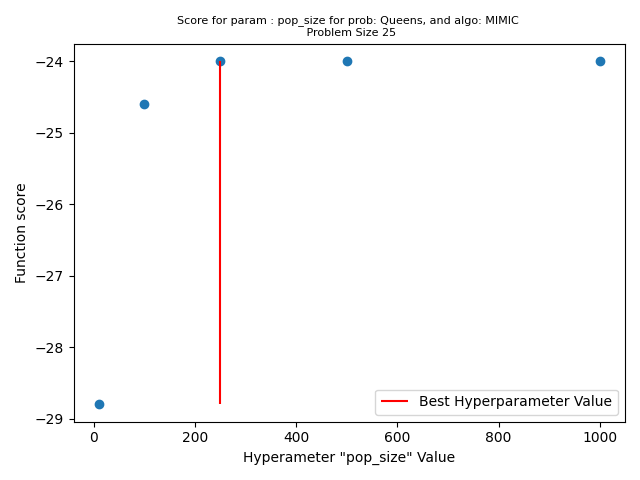 Score for param : pop_size for prob: Queens, and algo: MIMIC
Problem Size 25
Function score
−24
−25
−26
−27
−28
−29
Best Hyperparameter Value
0
200
400
600
800
1000
Hyperameter "pop_size" Value